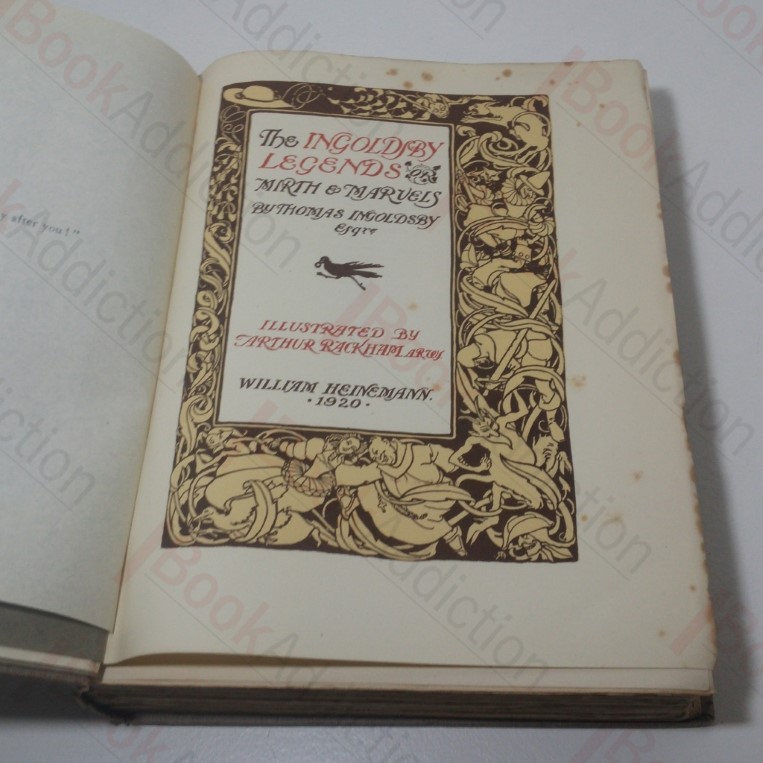 y after you!"
The INGOLDSBY
LEGENDS OR
MIRTH & MARVELS
BY THOMAS INGOLDSBY
Esqre
ILLUSTRATED BY
ARTHUR RACKHAM ARWS
WILLIAM HEINEMANN.
·1920·
BookAddiction